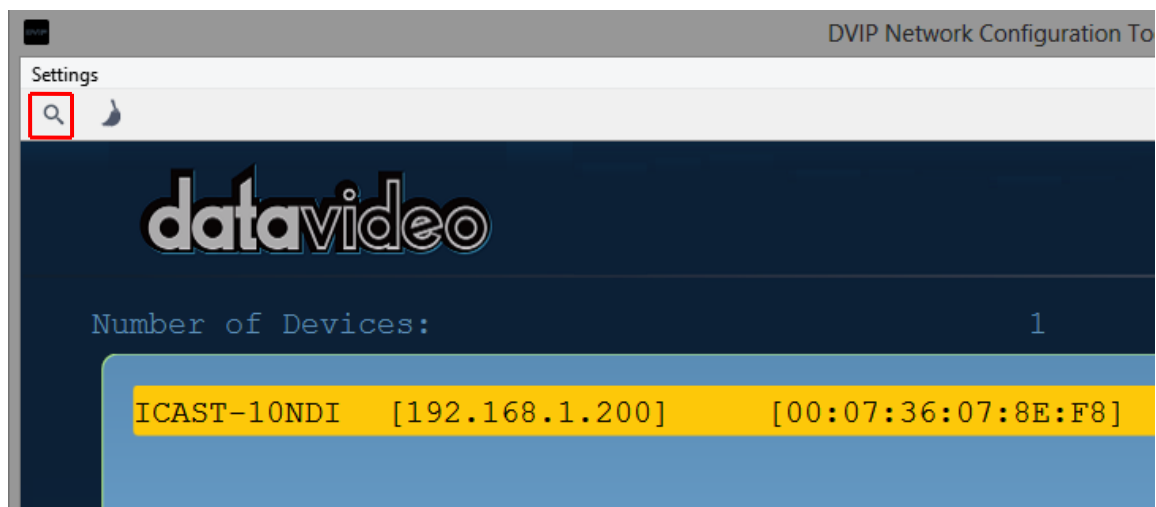 DVIP
DVIP Network Configuration To
Settings
datavideo
Number of Devices: 1
ICAST-10NDI [192.168.1.200] [00:07:36:07:8E:F8]